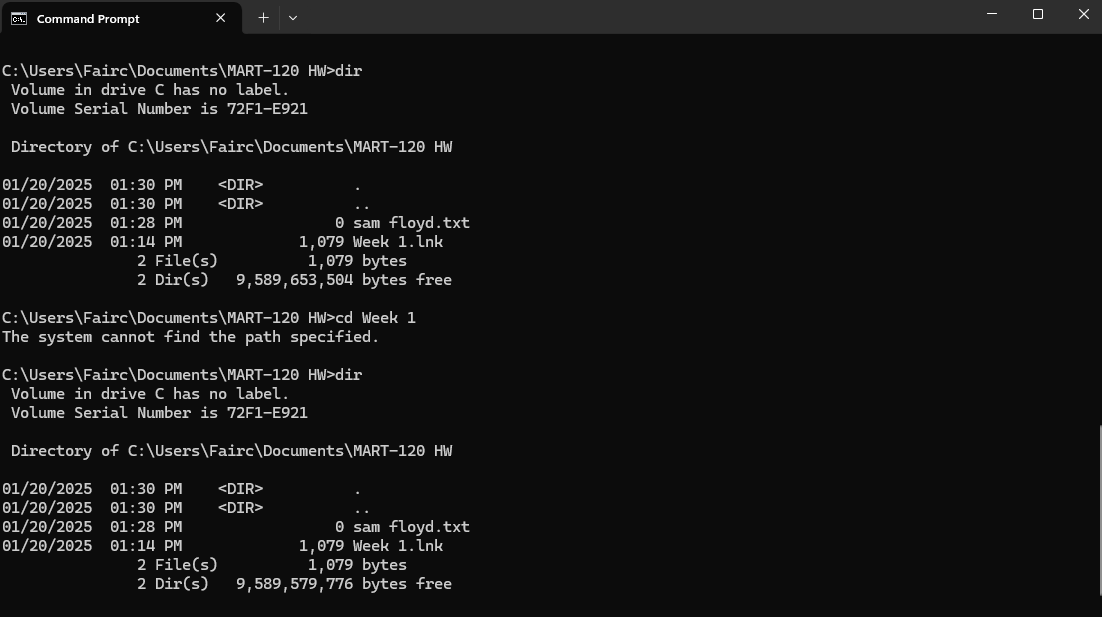 Command Prompt
C:\Users\Fairc\Documents\MART-120 HW>dir
 Volume in drive C has no label.
 Volume Serial Number is 72F1-E921
 Directory of C:\Users\Fairc\Documents\MART-120 HW
01/20/2025  01:30 PM    <DIR>          .
01/20/2025  01:30 PM    <DIR>          ..
01/20/2025  01:28 PM                 0 sam floyd.txt
01/20/2025  01:14 PM             1,079 Week 1.lnk
               2 File(s)          1,079 bytes
               2 Dir(s)   9,589,653,504 bytes free
C:\Users\Fairc\Documents\MART-120 HW>cd Week 1
The system cannot find the path specified.
C:\Users\Fairc\Documents\MART-120 HW>dir
 Volume in drive C has no label.
 Volume Serial Number is 72F1-E921
 Directory of C:\Users\Fairc\Documents\MART-120 HW
01/20/2025  01:30 PM    <DIR>          .
01/20/2025  01:30 PM    <DIR>          ..
01/20/2025  01:28 PM                 0 sam floyd.txt
01/20/2025  01:14 PM             1,079 Week 1.lnk
               2 File(s)          1,079 bytes
               2 Dir(s)   9,589,579,776 bytes free